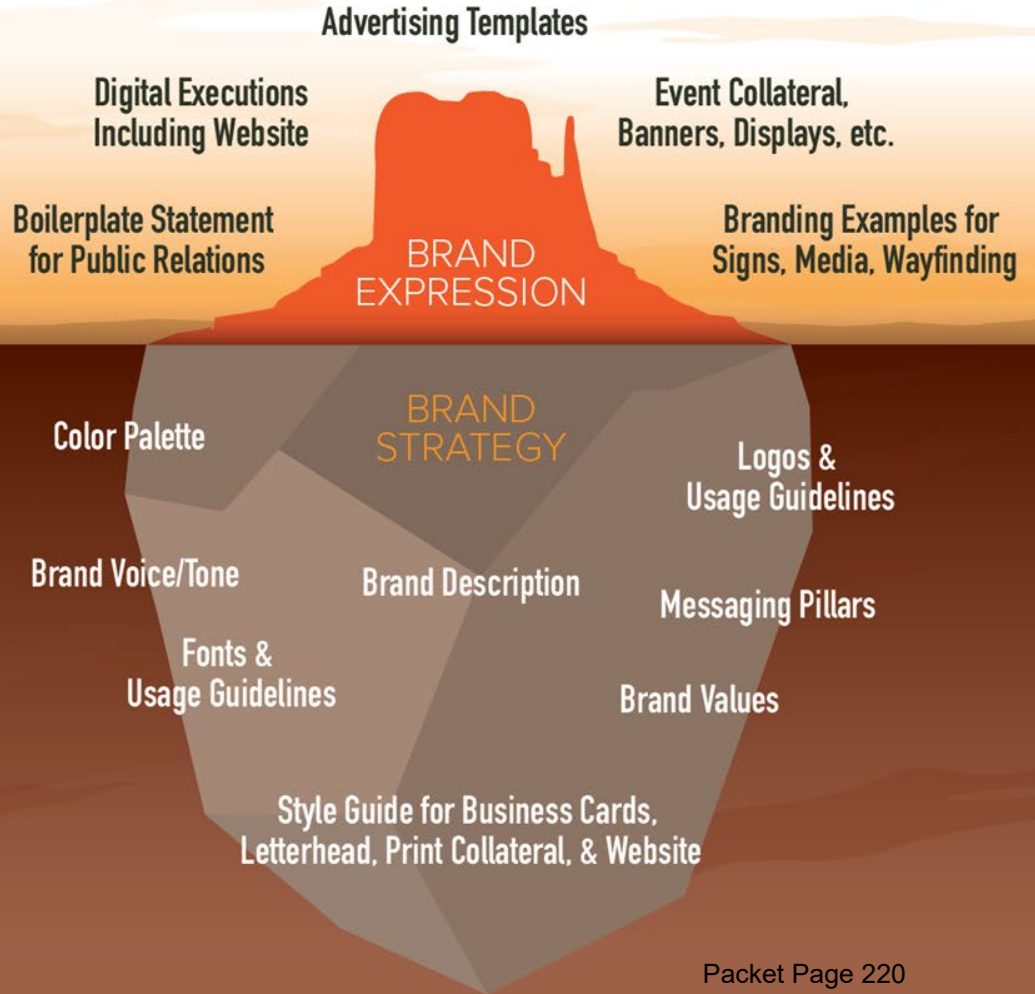 Advertising Templates
Digital Executions
Including Website
Event Collateral,
Banners, Displays, etc.
Boilerplate Statement
for Public Relations
Branding Examples for
Signs, Media, Wayfinding
BRAND
EXPRESSION
BRAND
STRATEGY
Color Palette
Logos &
Usage Guidelines
Brand Voice/Tone
Brand Description
Messaging Pillars
Fonts &
Usage Guidelines
Brand Values
Style Guide for Business Cards,
Letterhead, Print Collateral, & Website
Packet Page 220